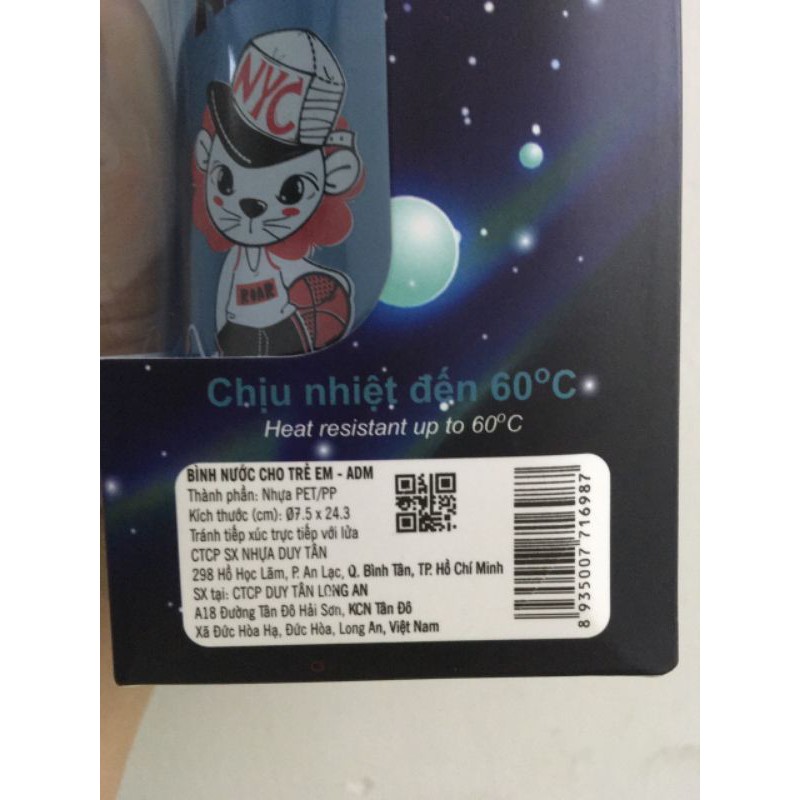 NYC
ROAR
Chịu nhiệt đến 60°C
Heat resistant up to 60°C
BÌNH NƯỚC CHO TRẺ EM - ADM
Thành phần: Nhựa PET/PP
Kích thước (cm): Ø7.5 x 24.3
Tránh tiếp xúc trực tiếp với lửa
CTCP SX NHỰA DUY TÂN
298 Hồ Học Lãm, P. An Lạc, Q. Bình Tân, TP. Hồ Chí Minh
SX tại: CTCP DUY TÂN LONG AN
A18 Đường Tân Đô Hải Sơn, KCN Tân Đô
Xã Đức Hòa Hạ, Đức Hòa, Long An, Việt Nam
8 935007 716987